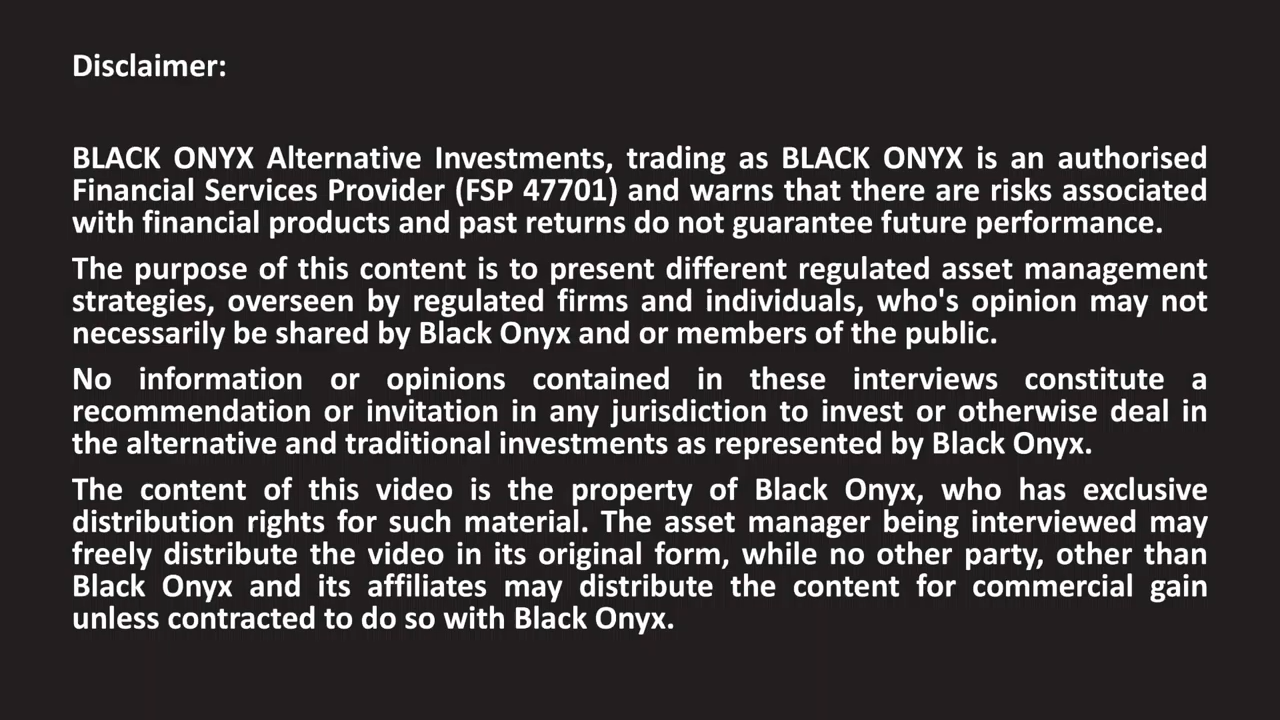 Disclaimer:
BLACK ONYX Alternative Investments, trading as BLACK ONYX is an authorised
Financial Services Provider (FSP 47701) and warns that there are risks associated
with financial products and past returns do not guarantee future performance.
The purpose of this content is to present different regulated asset management
strategies, overseen by regulated firms and individuals, who's opinion may not
necessarily be shared by Black Onyx and or members of the public.
No information or opinions contained in these interviews constitute a
recommendation or invitation in any jurisdiction to invest or otherwise deal in
the alternative and traditional investments as represented by Black Onyx.
The content of this video is the property of Black Onyx, who has exclusive
distribution rights for such material. The asset manager being interviewed may
freely distribute the video in its original form, while no other party, other than
Black Onyx and its affiliates may distribute the content for commercial gain
unless contracted to do so with Black Onyx.